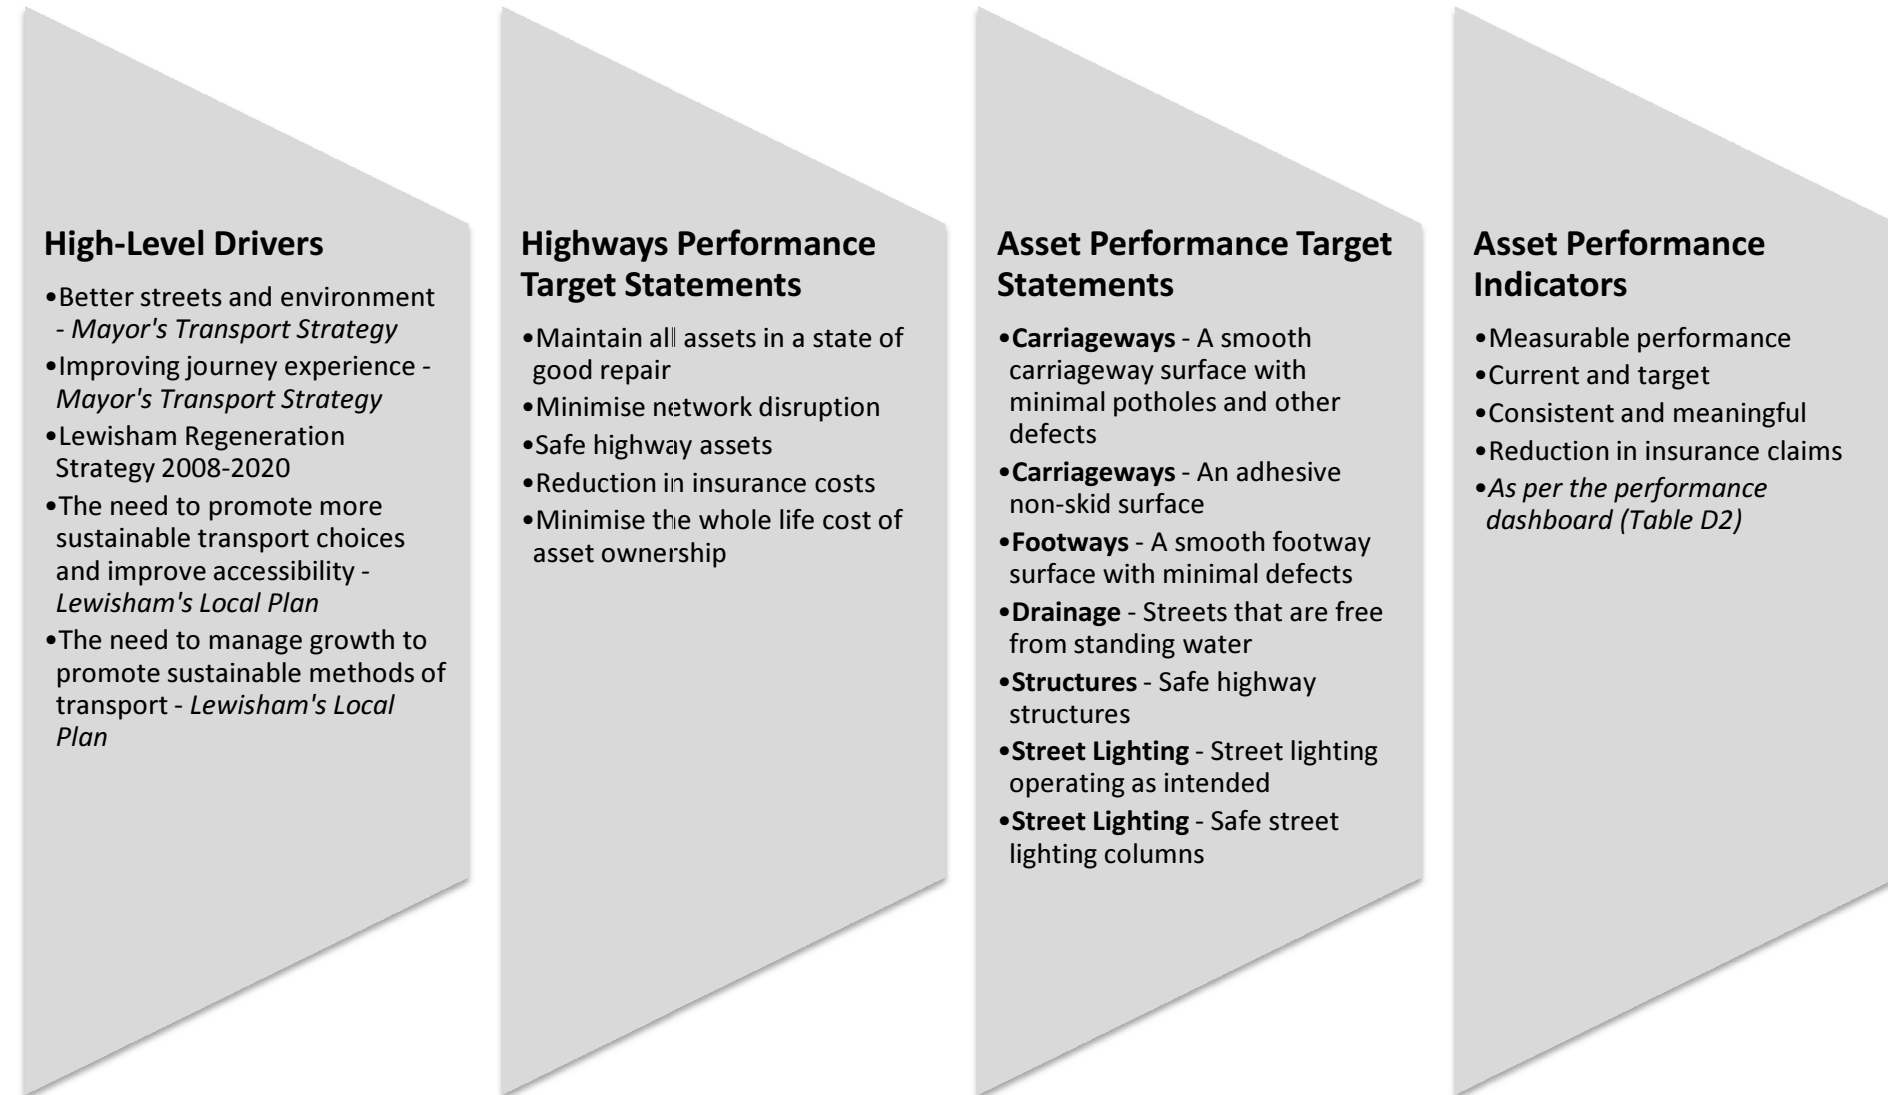 High-Level Drivers
•Better streets and environment
- Mayor's Transport Strategy
•Improving journey experience -
Mayor's Transport Strategy
•Lewisham Regeneration
Strategy 2008-2020
•The need to promote more
sustainable transport choices
and improve accessibility -
Lewisham's Local Plan
•The need to manage growth to
promote sustainable methods of
transport - Lewisham's Local
Plan
Highways Performance
Target Statements
•Maintain all assets in a state of
good repair
•Minimise network disruption
•Safe highway assets
•Reduction in insurance costs
•Minimise the whole life cost of
asset ownership
Asset Performance Target
Statements
•Carriageways - A smooth
carriageway surface with
minimal potholes and other
defects
•Carriageways - An adhesive
non-skid surface
•Footways - A smooth footway
surface with minimal defects
•Drainage - Streets that are free
from standing water
•Structures - Safe highway
structures
•Street Lighting - Street lighting
operating as intended
•Street Lighting - Safe street
lighting columns
Asset Performance
Indicators
•Measurable performance
•Current and target
•Consistent and meaningful
•Reduction in insurance claims
•As per the performance
dashboard (Table D2)